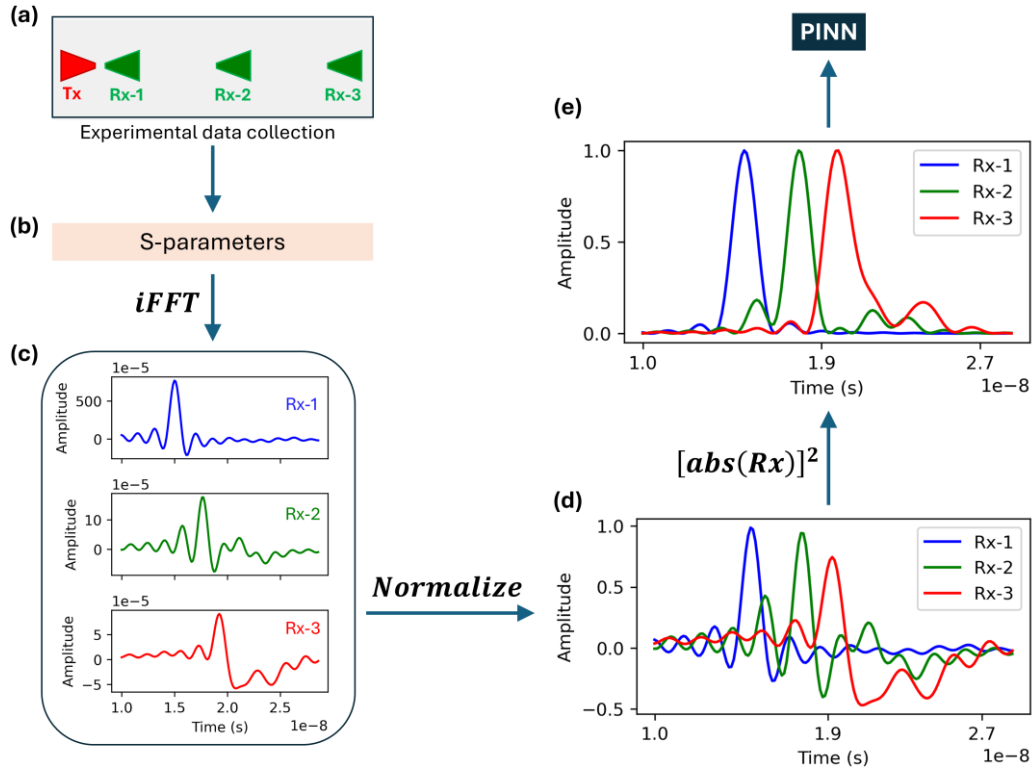 (a)
Tx
Rx-1
Rx-2
Rx-3
Experimental data collection
(b)
S-parameters
iFFT
(c)
1e-5
Amplitude
500
0
Rx-1
1e-5
Amplitude
10
0
Rx-2
1e-5
Amplitude
5
0
−5
Rx-3
1.0
1.5
2.0
2.5
Time (s)
1e-8
Normalize
(d)
Amplitude
1.0
0.5
0.0
−0.5
Rx-1
Rx-2
Rx-3
1.0
1.9
2.7
Time (s)
1e-8
[abs(Rx)]²
(e)
Amplitude
1.0
0.5
0.0
Rx-1
Rx-2
Rx-3
1.0
1.9
2.7
Time (s)
1e-8
PINN